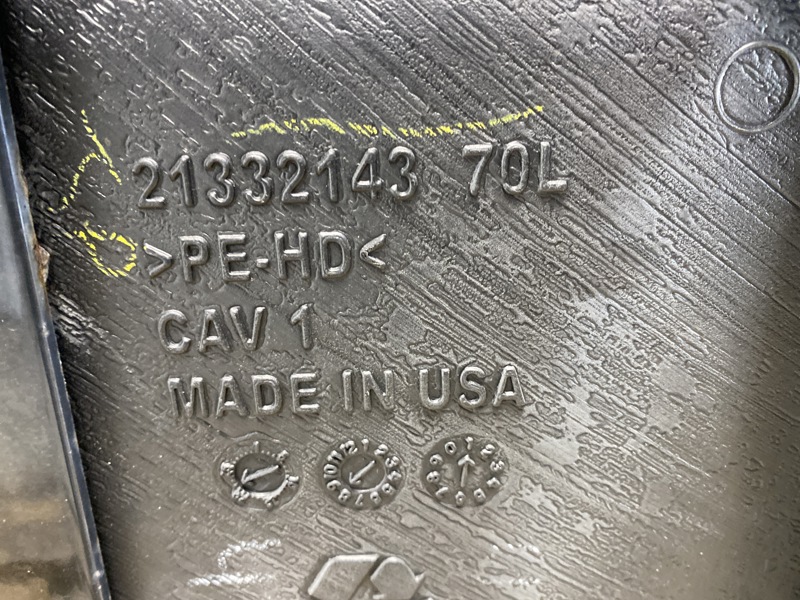 21332143 70L
>PE-HD<
CAV 1
MADE IN USA